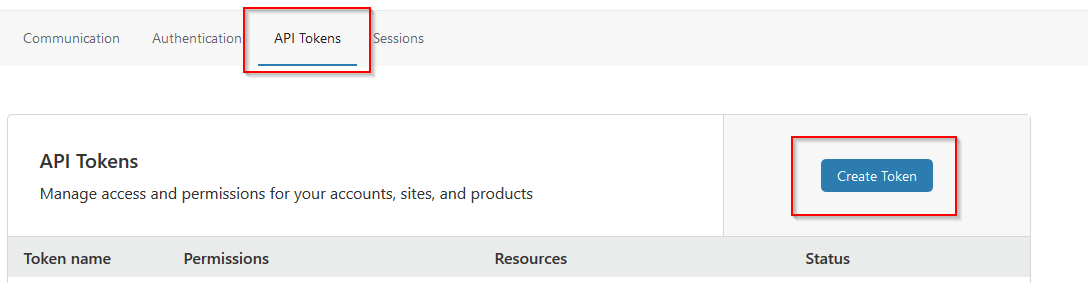 Communication Authentication API Tokens Sessions
API Tokens
Manage access and permissions for your accounts, sites, and products
Create Token
Token name Permissions Resources Status